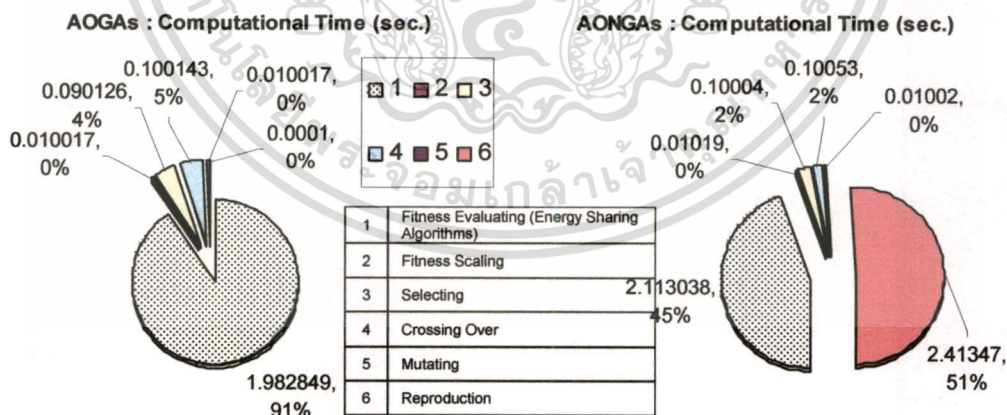 AOGAs : Computational Time (sec.)
0.090126,
4%
0.100143,
5%
0.010017,
0%
0.010017,
0%
0.0001,
0%
1.982849,
91%
1 2 3
4 5 6
1 Fitness Evaluating (Energy Sharing
Algorithms)
2 Fitness Scaling
3 Selecting
4 Crossing Over
5 Mutating
6 Reproduction
AONGAs : Computational Time (sec.)
0.10004,
2%
0.10053,
2%
0.01002,
0%
0.01019,
0%
2.113038,
45%
2.41347,
51%